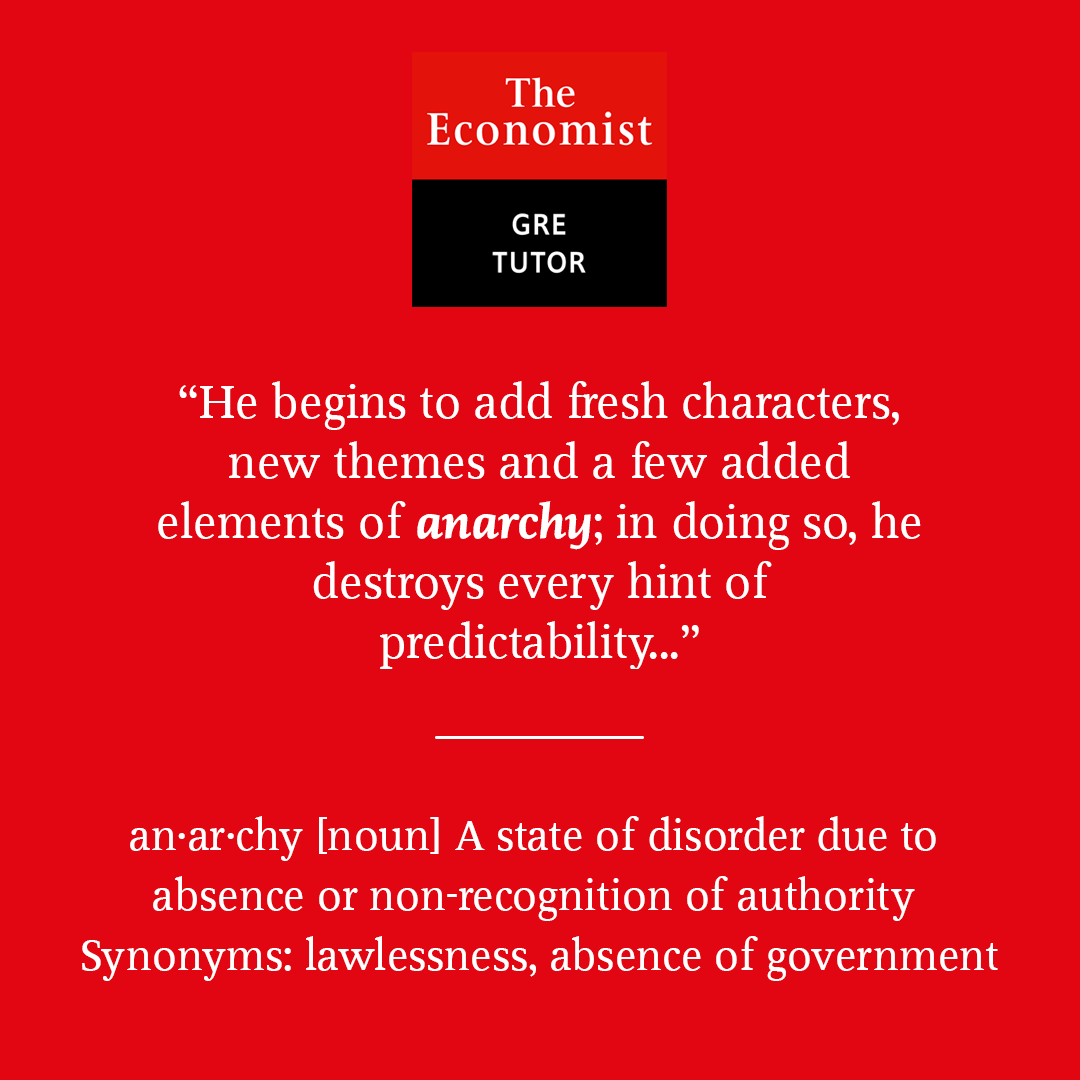 The
Economist
GRE
TUTOR
“He begins to add fresh characters,
new themes and a few added
elements of anarchy; in doing so, he
destroys every hint of
predictability...”
an·ar·chy [noun] A state of disorder due to
absence or non-recognition of authority
Synonyms: lawlessness, absence of government